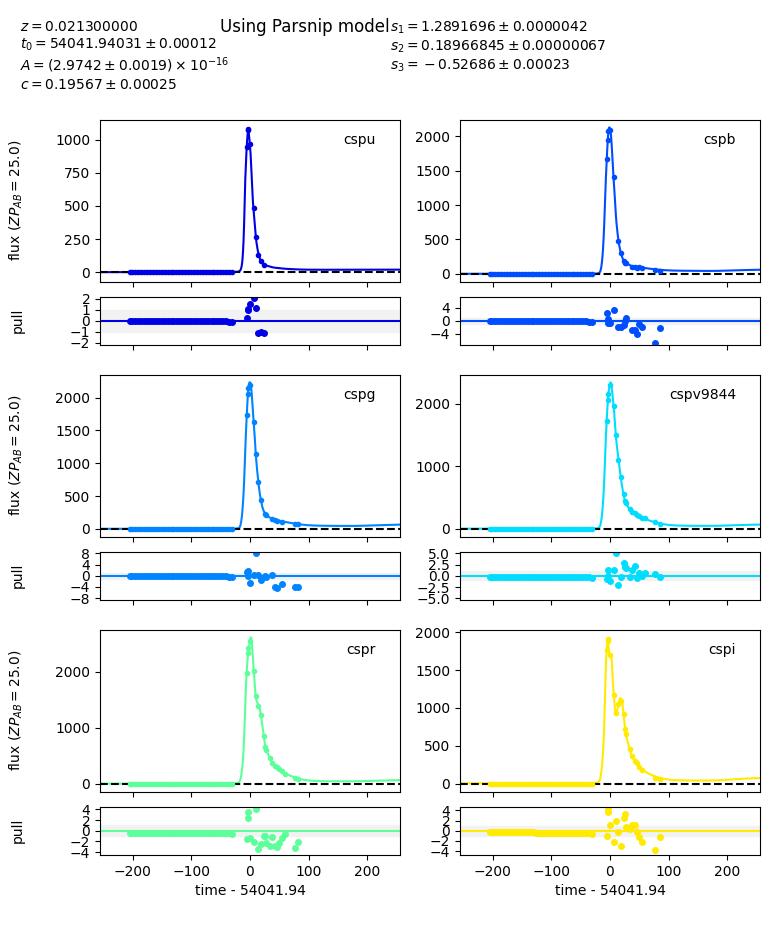 Using Parsnip model
z = 0.021300000
t₀ = 54041.94031 ± 0.00012
A = (2.9742 ± 0.0019) × 10⁻¹⁶
c = 0.19567 ± 0.00025
s₁ = 1.2891696 ± 0.0000042
s₂ = 0.18966845 ± 0.00000067
s₃ = −0.52686 ± 0.00023
cspu
1000
750
500
250
0
flux (ZP_AB = 25.0)
cspb
2000
1500
1000
500
0
2
1
0
−1
−2
pull
4
0
−4
cspg
2000
1500
1000
500
0
flux (ZP_AB = 25.0)
cspv9844
2000
1000
0
8
4
0
−4
−8
pull
5.0
2.5
0.0
−2.5
−5.0
cspr
2000
1000
0
flux (ZP_AB = 25.0)
cspi
2000
1500
1000
500
0
4
2
0
−2
−4
pull
4
2
0
−2
−4
−200 −100 0 100 200
time - 54041.94
−200 −100 0 100 200
time - 54041.94